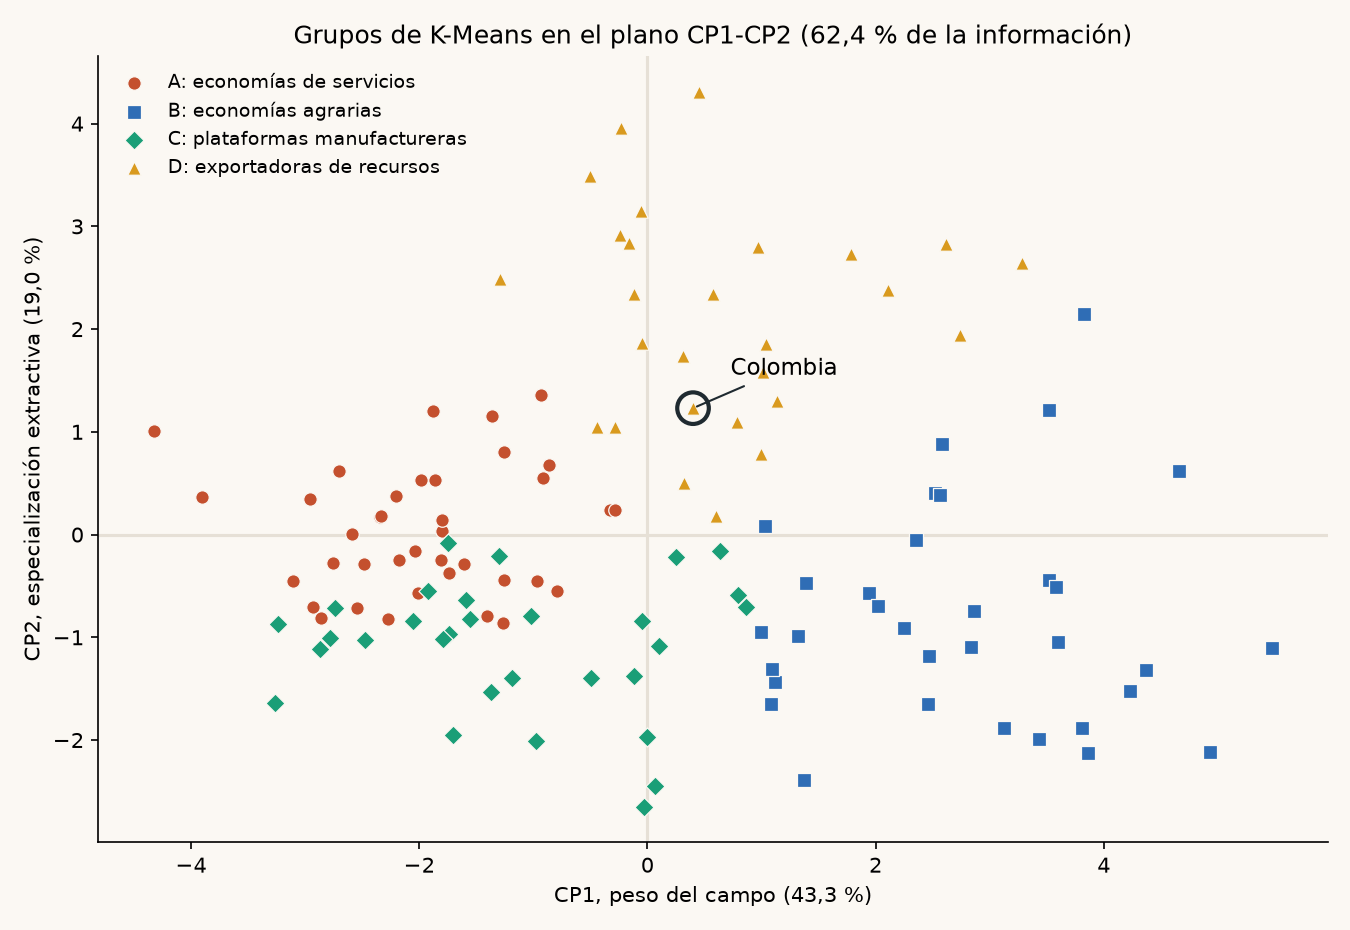 Grupos de K-Means en el plano CP1-CP2 (62,4 % de la información)
A: economías de servicios
B: economías agrarias
C: plataformas manufactureras
D: exportadoras de recursos
Colombia
4
3
2
1
0
−1
−2
CP2, especialización extractiva (19,0 %)
−4
−2
0
2
4
CP1, peso del campo (43,3 %)